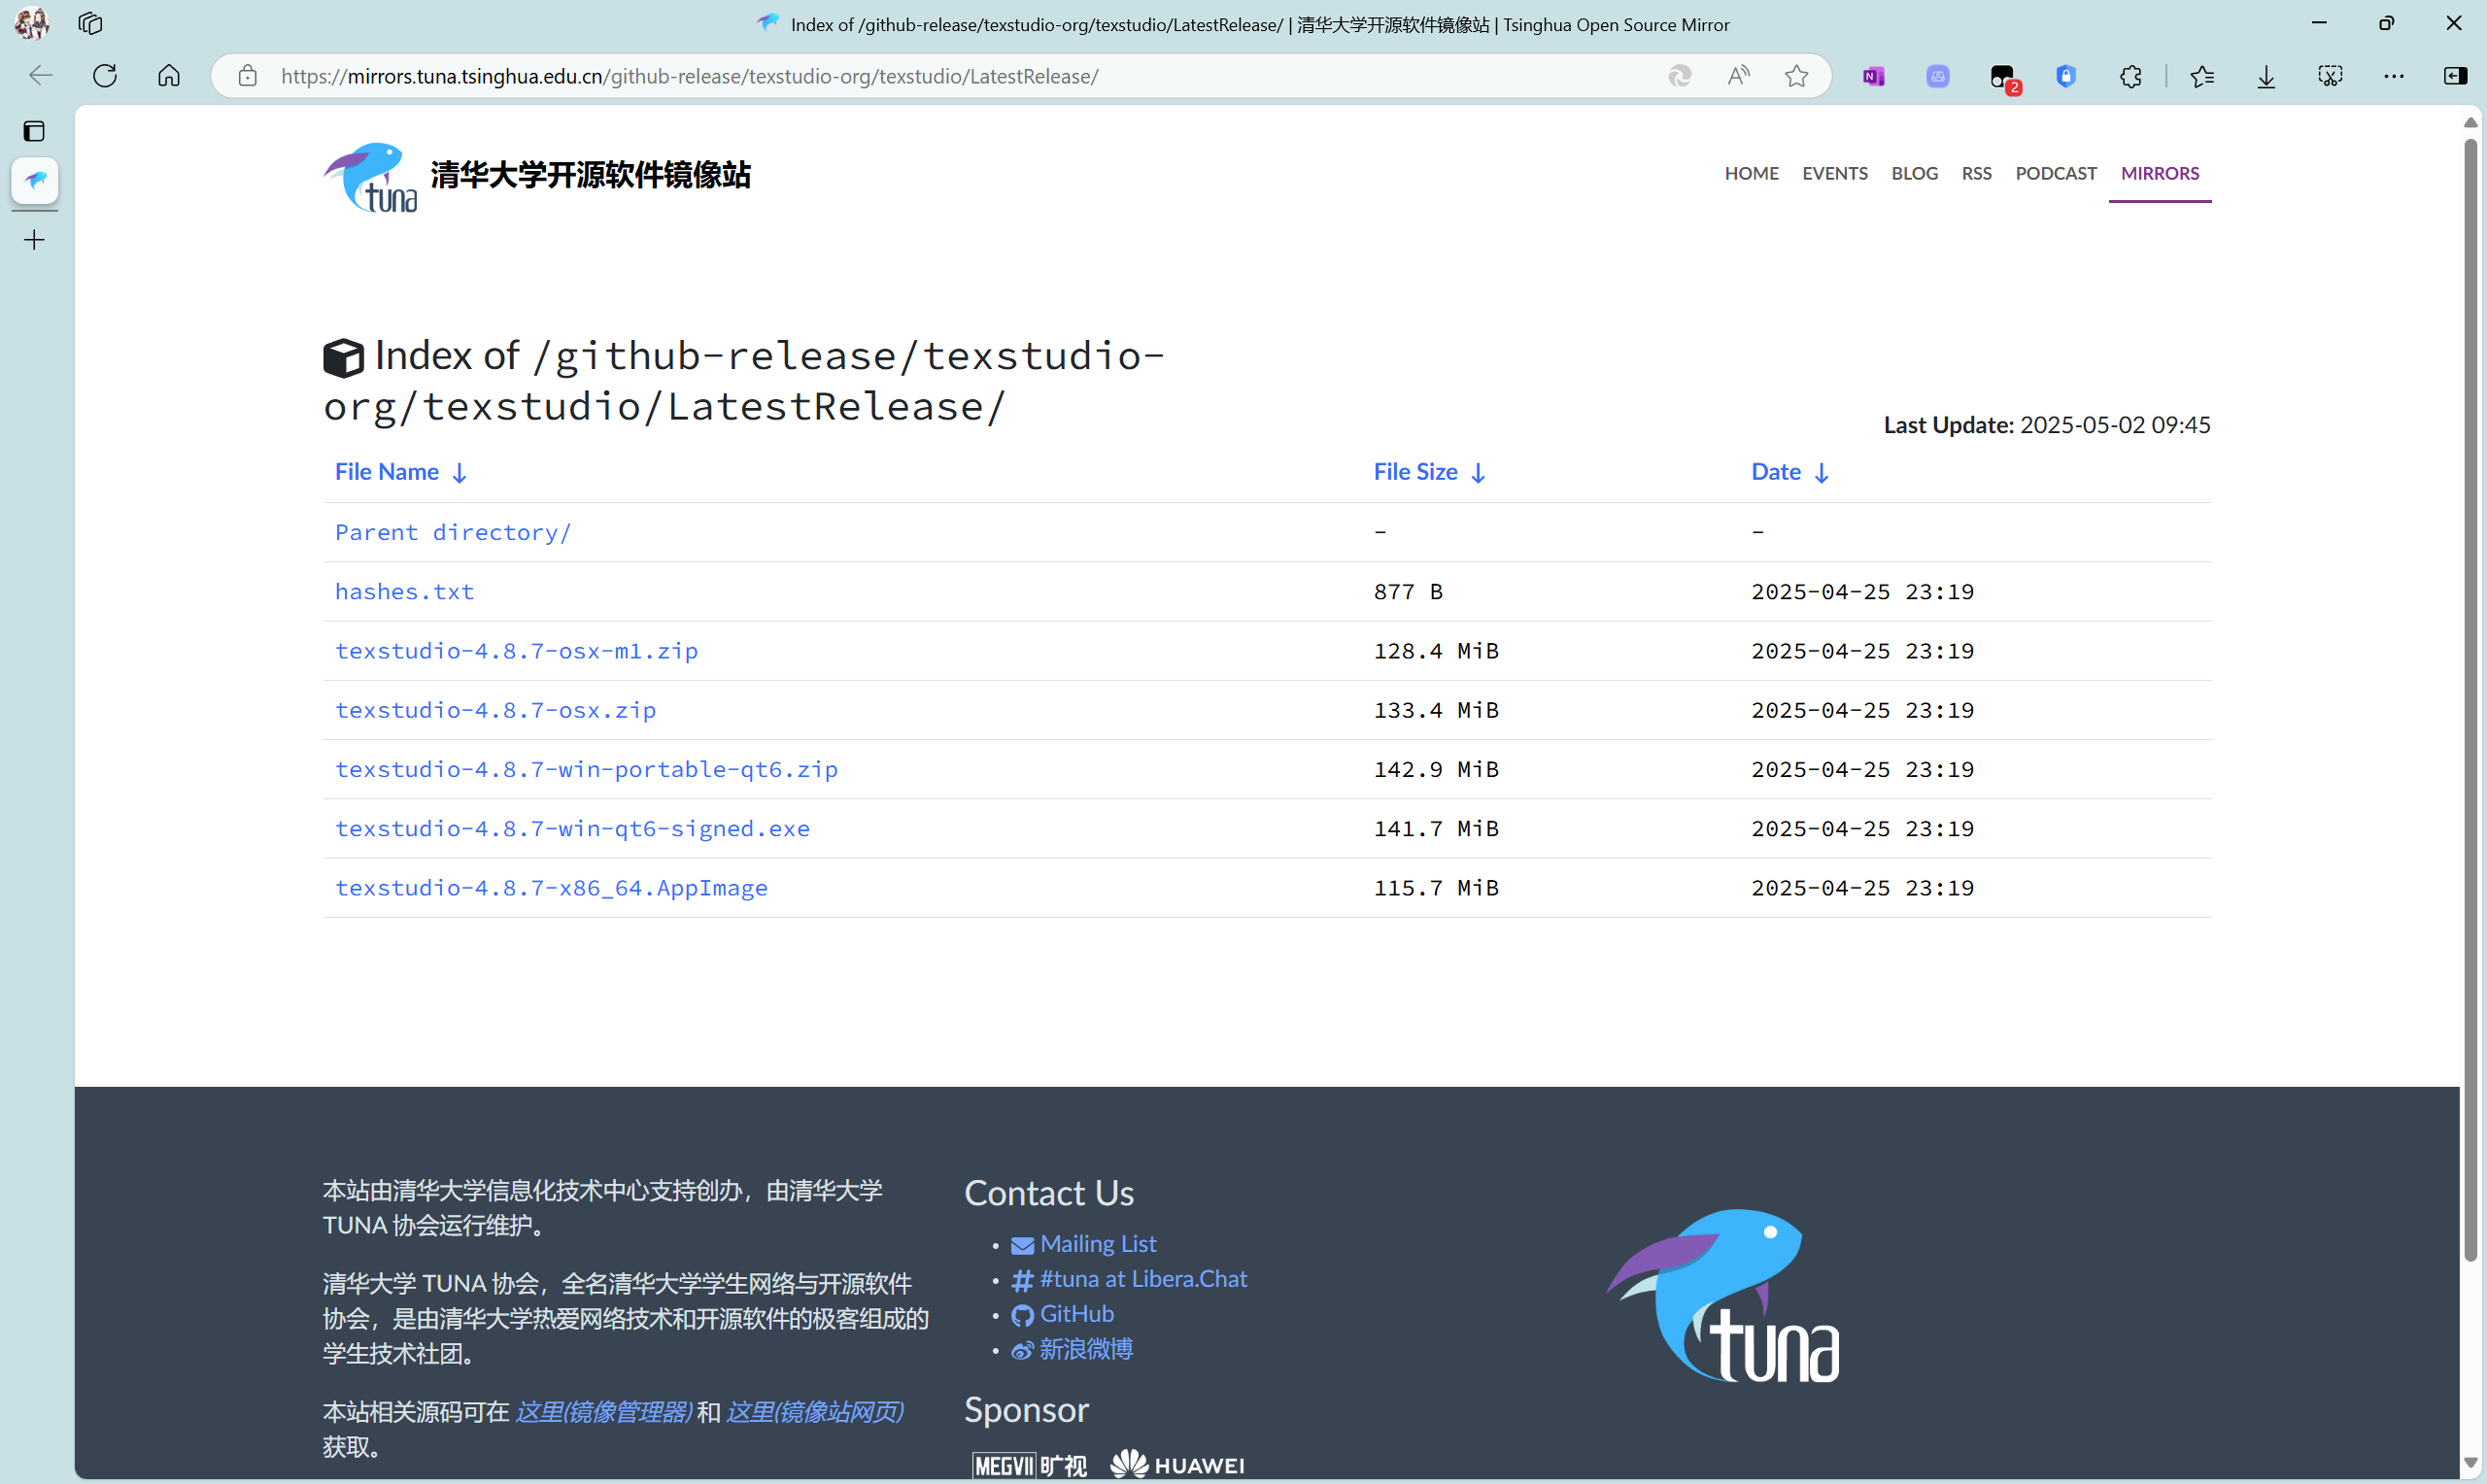 Index of /github-release/texstudio-org/texstudio/LatestRelease/ | 清华大学开源软件镜像站 | Tsinghua Open Source Mirror
https://mirrors.tuna.tsinghua.edu.cn/github-release/texstudio-org/texstudio/LatestRelease/
2
tuna
清华大学开源软件镜像站
HOME EVENTS BLOG RSS PODCAST MIRRORS
Index of /github-release/texstudio-
org/texstudio/LatestRelease/
Last Update: 2025-05-02 09:45
File Name ↓ File Size ↓ Date ↓
Parent directory/ - -
hashes.txt 877 B 2025-04-25 23:19
texstudio-4.8.7-osx-m1.zip 128.4 MiB 2025-04-25 23:19
texstudio-4.8.7-osx.zip 133.4 MiB 2025-04-25 23:19
texstudio-4.8.7-win-portable-qt6.zip 142.9 MiB 2025-04-25 23:19
texstudio-4.8.7-win-qt6-signed.exe 141.7 MiB 2025-04-25 23:19
texstudio-4.8.7-x86_64.AppImage 115.7 MiB 2025-04-25 23:19
本站由清华大学信息化技术中心支持创办，由清华大学
TUNA 协会运行维护。
清华大学 TUNA 协会，全名清华大学学生网络与开源软件
协会，是由清华大学热爱网络技术和开源软件的极客组成的
学生技术社团。
本站相关源码可在 这里(镜像管理器) 和 这里(镜像站网页)
获取。
Contact Us
Mailing List
#tuna at Libera.Chat
GitHub
新浪微博
Sponsor
MEGVII 旷视 HUAWEI
tuna